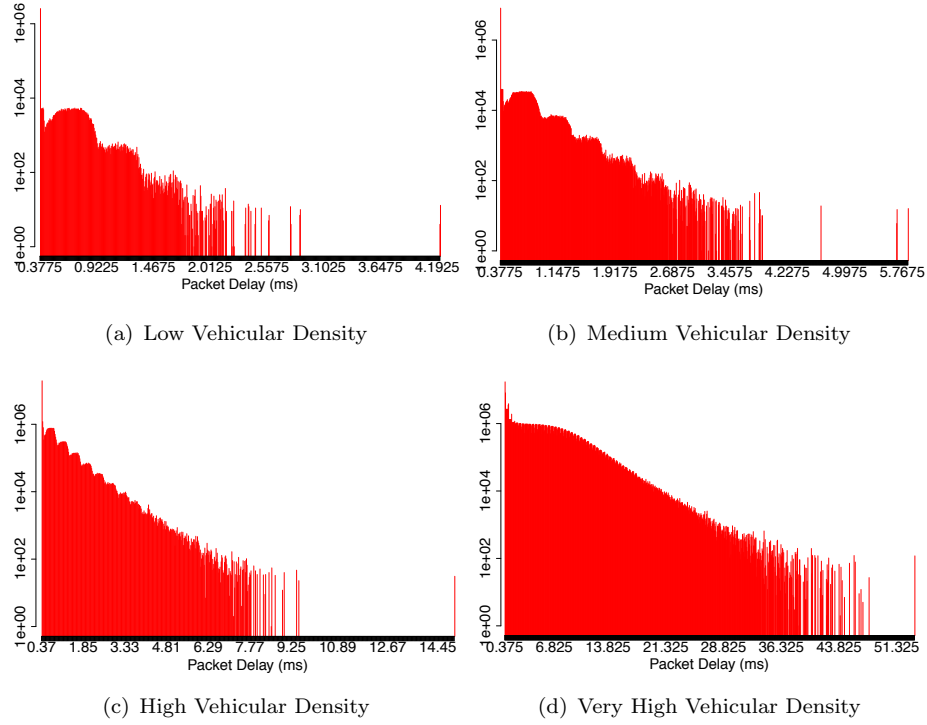 1e+06
1e+04
1e+02
1e+00
0.3775 0.9225 1.4675 2.0125 2.5575 3.1025 3.6475 4.1925
Packet Delay (ms)
(a) Low Vehicular Density
1e+06
1e+04
1e+02
1e+00
0.3775 1.1475 1.9175 2.6875 3.4575 4.2275 4.9975 5.7675
Packet Delay (ms)
(b) Medium Vehicular Density
1e+06
1e+04
1e+02
1e+00
0.37 1.85 3.33 4.81 6.29 7.77 9.25 10.89 12.67 14.45
Packet Delay (ms)
(c) High Vehicular Density
1e+06
1e+04
1e+02
1e+00
0.375 6.825 13.825 21.325 28.825 36.325 43.825 51.325
Packet Delay (ms)
(d) Very High Vehicular Density